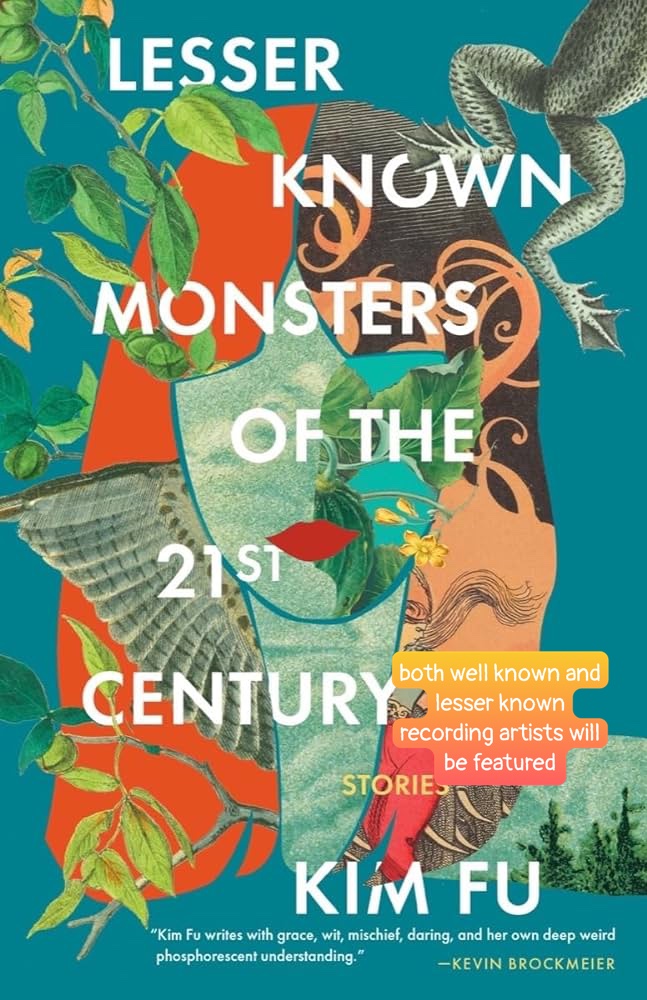 LESSER
KNOWN
MONSTERS
OF THE
21ST
CENTURY
both well known and
lesser known
recording artists will
be featured
STORIES
KIM FU
"Kim Fu writes with grace, wit, mischief, daring, and her own deep weird
phosphorescent understanding."
—KEVIN BROCKMEIER